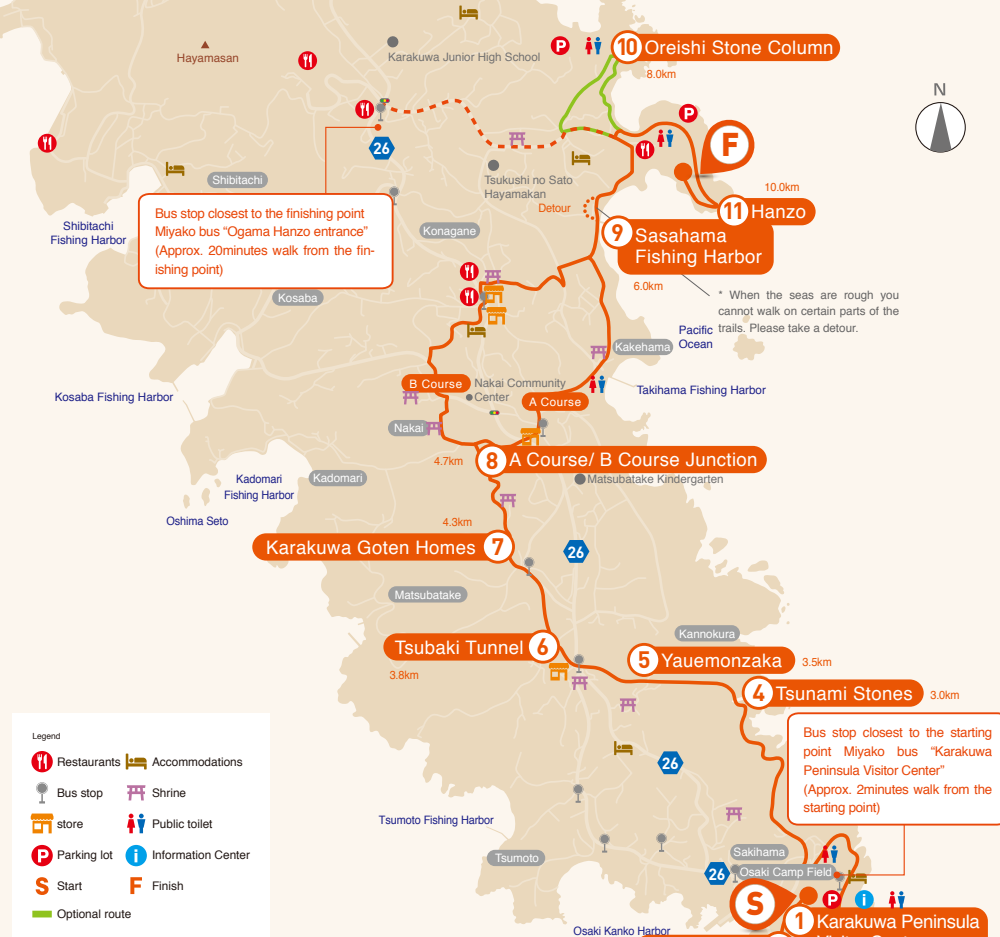 10 Oreishi Stone Column
8.0km
Hayamasan
Karakuwa Junior High School
N
P
P
F
26
Shibitachi
Tsukushi no Sato
Hayamakan
Detour
10.0km
11 Hanzo
Bus stop closest to the finishing point
Miyako bus “Ogama Hanzo entrance”
(Approx. 20minutes walk from the fin-
ishing point)
Shibitachi
Fishing Harbor
Konagane
9 Sasahama
Fishing Harbor
6.0km
Kosaba
* When the seas are rough you
cannot walk on certain parts of the
trails. Please take a detour.
Pacific
Ocean
Kakehama
B Course
Nakai Community
Center
A Course
Takihama Fishing Harbor
Kosaba Fishing Harbor
Nakai
4.7km
8 A Course/ B Course Junction
Kadomari
Fishing Harbor
Kadomari
Matsubatake Kindergarten
Oshima Seto
4.3km
Karakuwa Goten Homes 7
26
Matsubatake
Kannokura
Tsubaki Tunnel 6
3.8km
5 Yauemonzaka
3.5km
4 Tsunami Stones
3.0km
Bus stop closest to the starting
point Miyako bus “Karakuwa
Peninsula Visitor Center”
(Approx. 2minutes walk from the
starting point)
26
Tsumoto Fishing Harbor
Tsumoto
Sakihama
26
Osaki Camp Field
S
P
i
1 Karakuwa Peninsula
Osaki Kanko Harbor
Legend
Restaurants
Accommodations
Bus stop
Shrine
store
Public toilet
P Parking lot
i Information Center
S Start
F Finish
Optional route